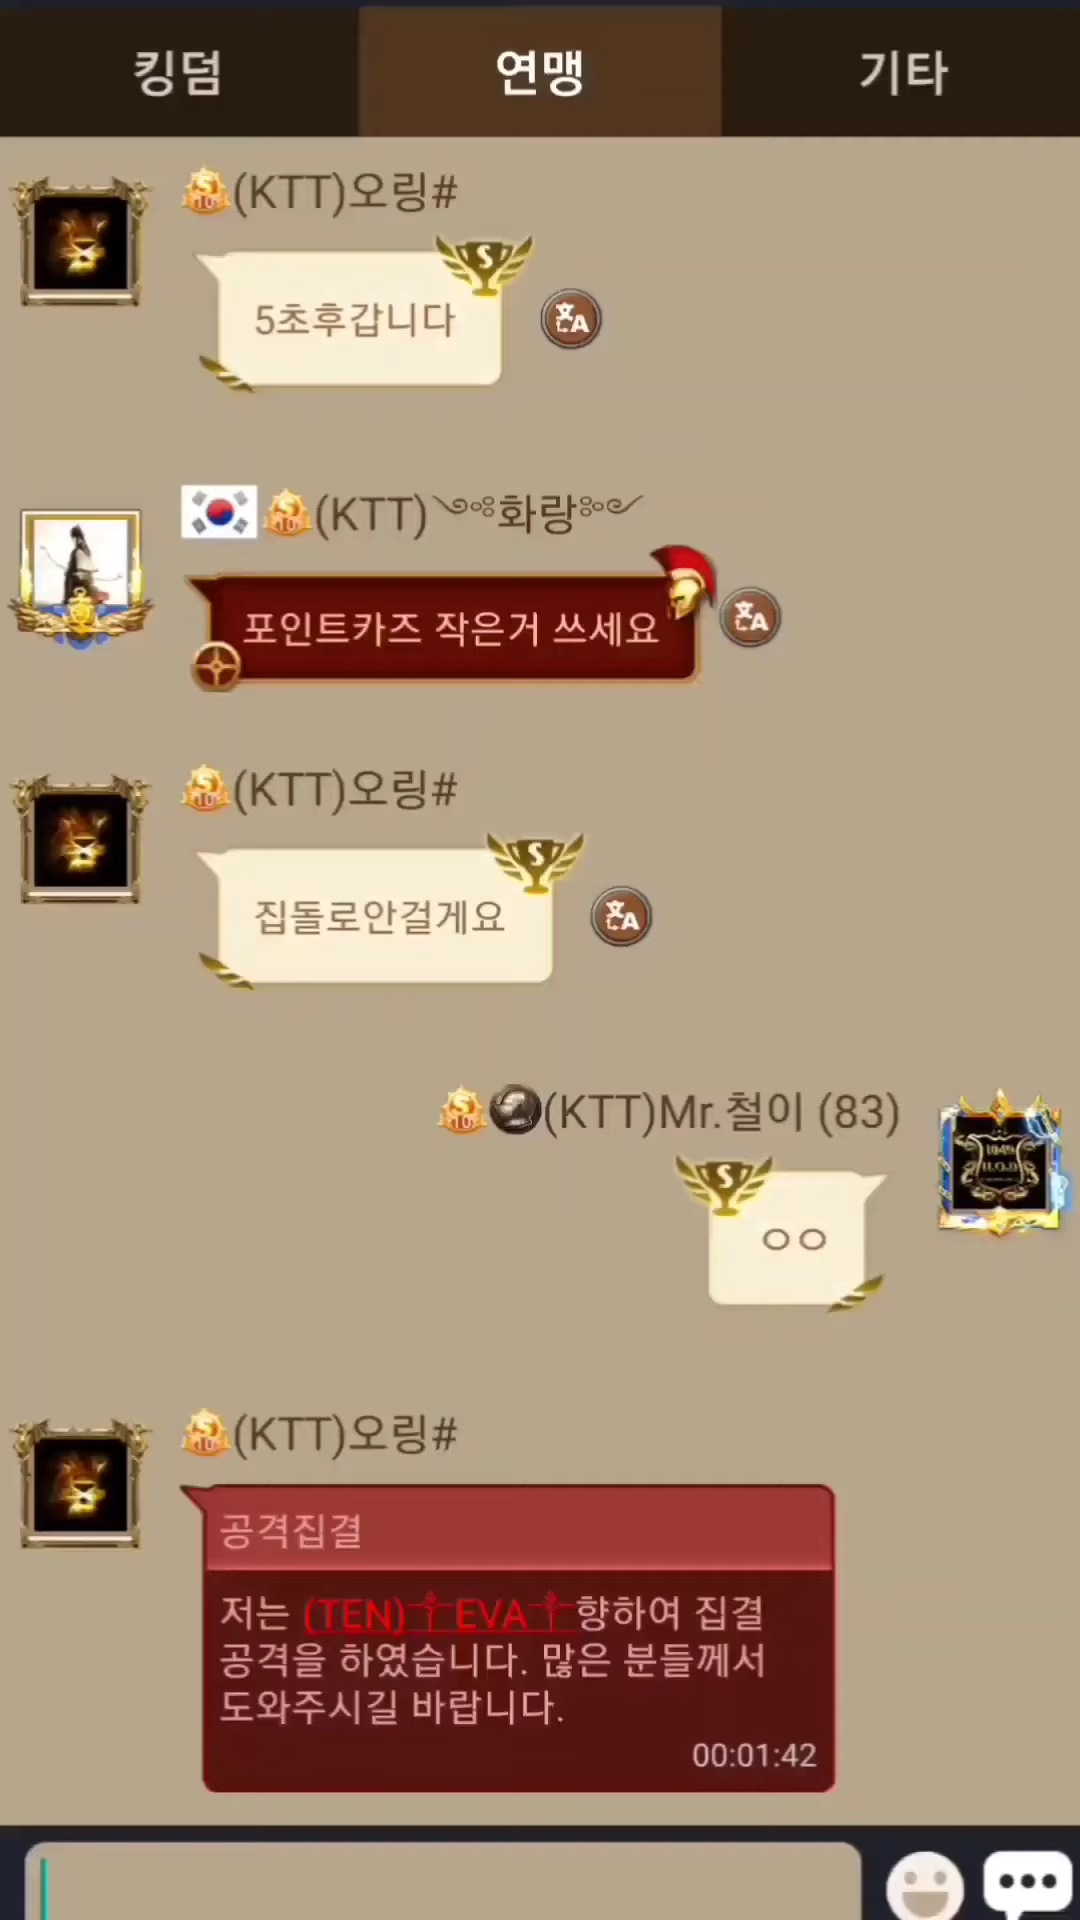 킹덤 연맹 기타
(KTT)오링#
5초후갑니다
(KTT)화랑
포인트카즈 작은거 쓰세요
(KTT)오링#
집돌로안걸게요
(KTT)Mr.철이 (83)
ㅇㅇ
(KTT)오링#
공격집결
저는 (TEN)༒EVA༒향하여 집결
공격을 하였습니다. 많은 분들께서
도와주시길 바랍니다.
00:01:42